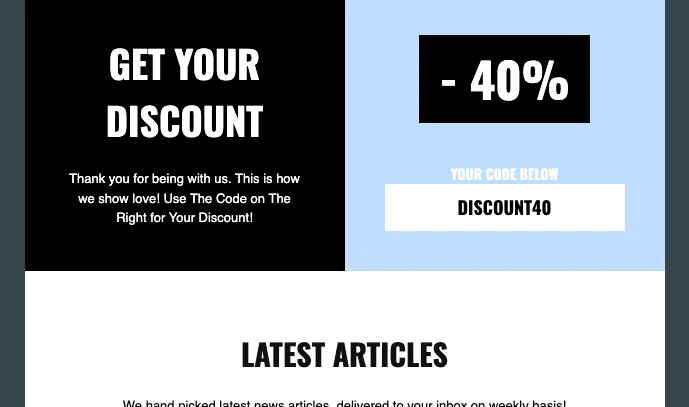 GET YOUR
DISCOUNT
Thank you for being with us. This is how
we show love! Use The Code on The
Right for Your Discount!
- 40%
YOUR CODE BELOW
DISCOUNT40
LATEST ARTICLES
We hand picked latest news articles, delivered to your inbox on weekly basis!